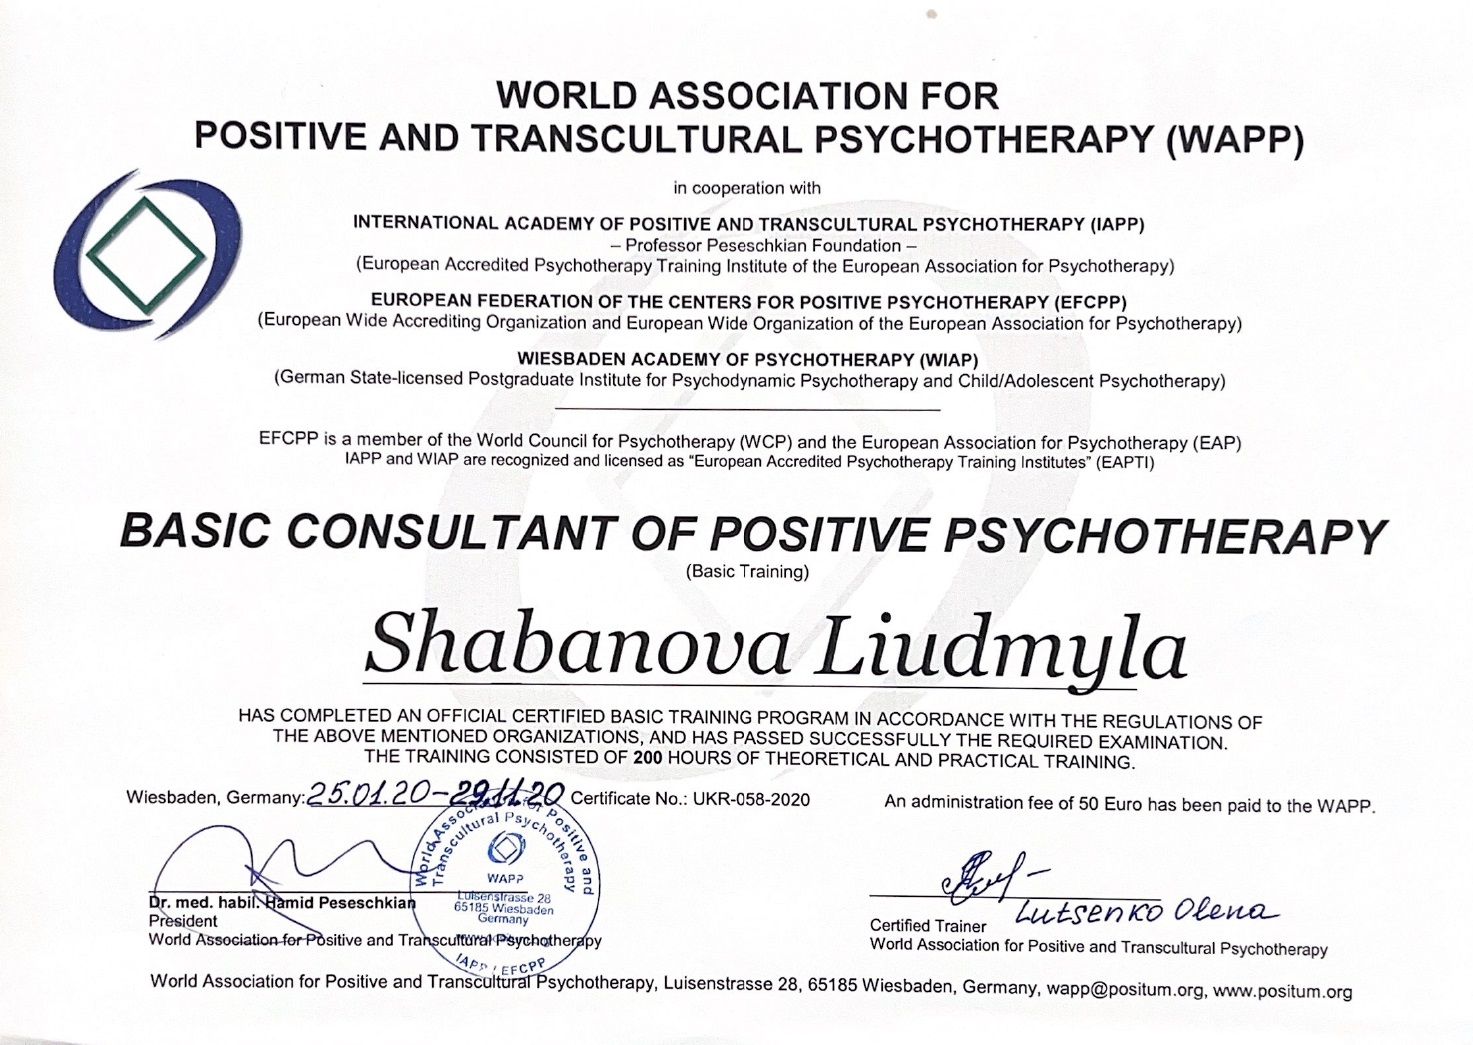 WORLD ASSOCIATION FOR
POSITIVE AND TRANSCULTURAL PSYCHOTHERAPY (WAPP)
in cooperation with
INTERNATIONAL ACADEMY OF POSITIVE AND TRANSCULTURAL PSYCHOTHERAPY (IAPP)
– Professor Peseschkian Foundation –
(European Accredited Psychotherapy Training Institute of the European Association for Psychotherapy)
EUROPEAN FEDERATION OF THE CENTERS FOR POSITIVE PSYCHOTHERAPY (EFCPP)
(European Wide Accrediting Organization and European Wide Organization of the European Association for Psychotherapy)
WIESBADEN ACADEMY OF PSYCHOTHERAPY (WIAP)
(German State-licensed Postgraduate Institute for Psychodynamic Psychotherapy and Child/Adolescent Psychotherapy)
EFCPP is a member of the World Council for Psychotherapy (WCP) and the European Association for Psychotherapy (EAP)
IAPP and WIAP are recognized and licensed as “European Accredited Psychotherapy Training Institutes” (EAPTI)
BASIC CONSULTANT OF POSITIVE PSYCHOTHERAPY
(Basic Training)
Shabanova Liudmyla
HAS COMPLETED AN OFFICIAL CERTIFIED BASIC TRAINING PROGRAM IN ACCORDANCE WITH THE REGULATIONS OF
THE ABOVE MENTIONED ORGANIZATIONS, AND HAS PASSED SUCCESSFULLY THE REQUIRED EXAMINATION.
THE TRAINING CONSISTED OF 200 HOURS OF THEORETICAL AND PRACTICAL TRAINING.
Wiesbaden, Germany: 25.01.20–29.11.20 Certificate No.: UKR-058-2020
An administration fee of 50 Euro has been paid to the WAPP.
World Association for Positive and
Transcultural Psychotherapy
WAPP
Luisenstrasse 28
65185 Wiesbaden
Germany
IAPP / EFCPP
Dr. med. habil. Hamid Peseschkian
President
World Association for Positive and Transcultural Psychotherapy
Lutsenko Olena
Certified Trainer
World Association for Positive and Transcultural Psychotherapy
World Association for Positive and Transcultural Psychotherapy, Luisenstrasse 28, 65185 Wiesbaden, Germany, wapp@positum.org, www.positum.org